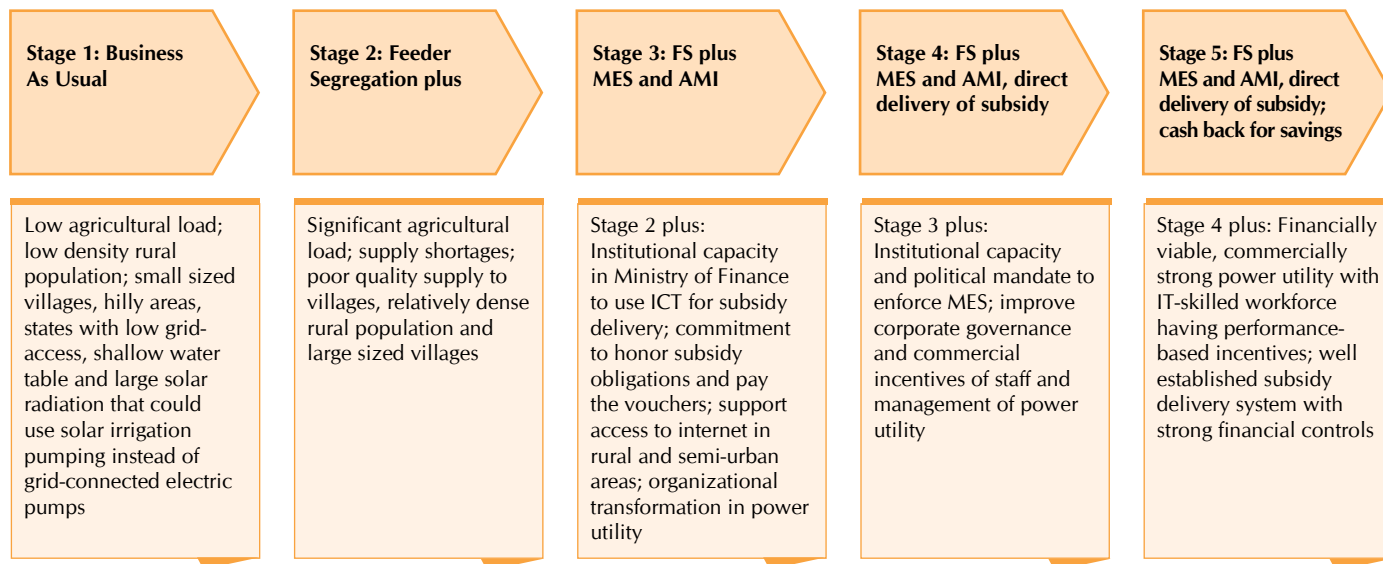 Stage 1: Business
As Usual
Stage 2: Feeder
Segregation plus
Stage 3: FS plus
MES and AMI
Stage 4: FS plus
MES and AMI, direct
delivery of subsidy
Stage 5: FS plus
MES and AMI, direct
delivery of subsidy;
cash back for savings
Low agricultural load;
low density rural
population; small sized
villages, hilly areas,
states with low grid-
access, shallow water
table and large solar
radiation that could
use solar irrigation
pumping instead of
grid-connected electric
pumps
Significant agricultural
load; supply shortages;
poor quality supply to
villages, relatively dense
rural population and
large sized villages
Stage 2 plus:
Institutional capacity
in Ministry of Finance
to use ICT for subsidy
delivery; commitment
to honor subsidy
obligations and pay
the vouchers; support
access to internet in
rural and semi-urban
areas; organizational
transformation in power
utility
Stage 3 plus:
Institutional capacity
and political mandate to
enforce MES; improve
corporate governance
and commercial
incentives of staff and
management of power
utility
Stage 4 plus: Financially
viable, commercially
strong power utility with
IT-skilled workforce
having performance-
based incentives; well
established subsidy
delivery system with
strong financial controls